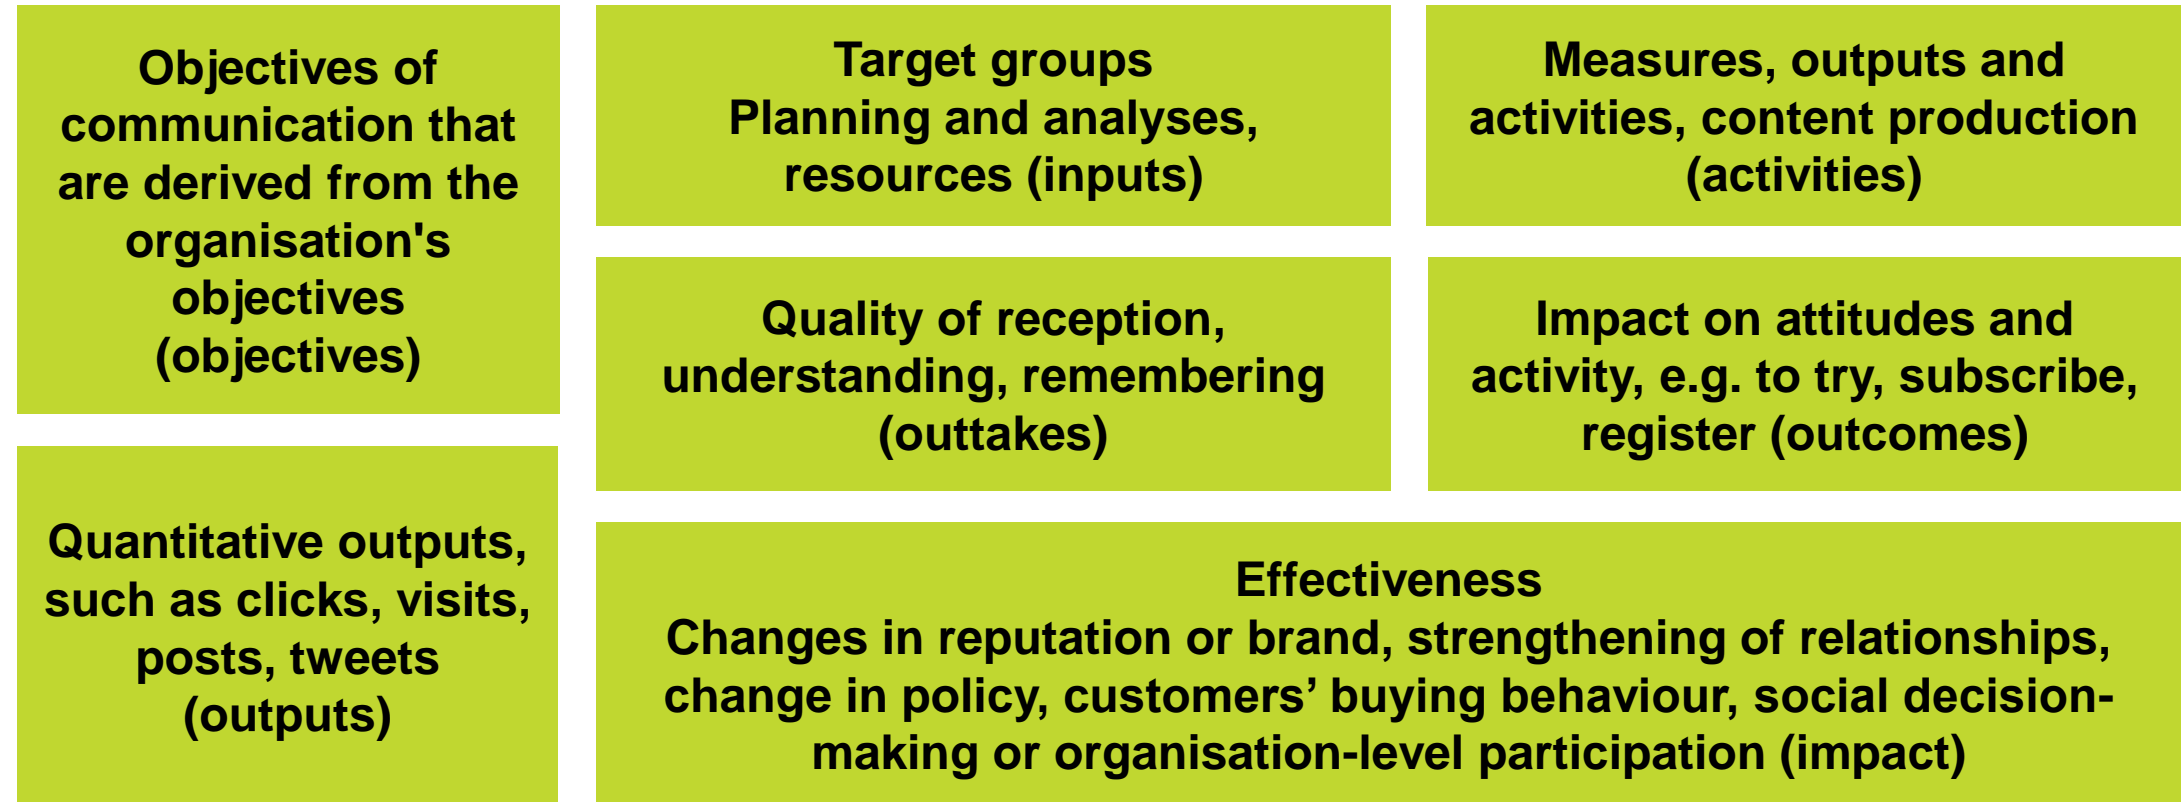 Objectives of
communication that
are derived from the
organisation's
objectives
(objectives)
Target groups
Planning and analyses,
resources (inputs)
Measures, outputs and
activities, content production
(activities)
Quantitative outputs,
such as clicks, visits,
posts, tweets
(outputs)
Quality of reception,
understanding, remembering
(outtakes)
Impact on attitudes and
activity, e.g. to try, subscribe,
register (outcomes)
Effectiveness
Changes in reputation or brand, strengthening of relationships,
change in policy, customers’ buying behaviour, social decision-
making or organisation-level participation (impact)